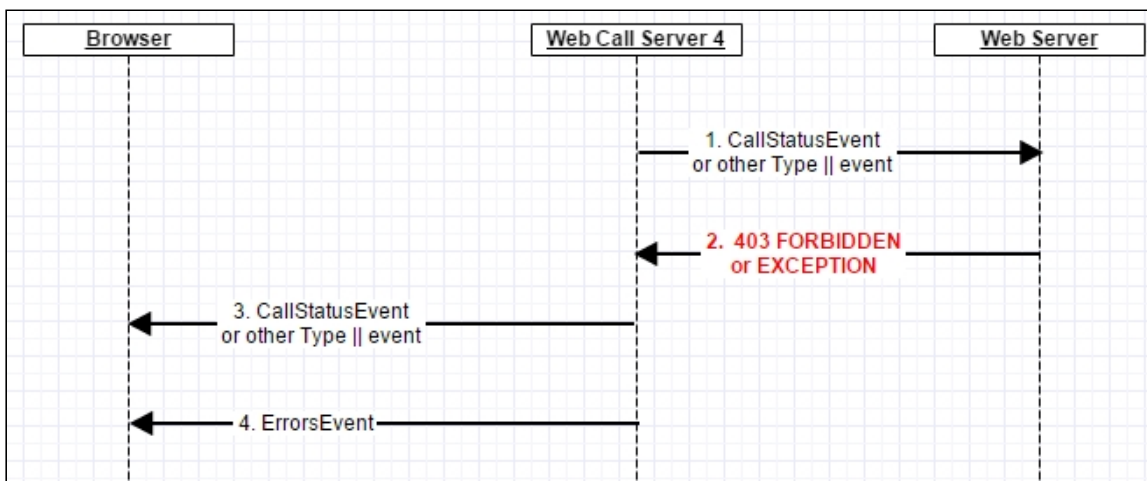 Browser
Web Call Server 4
Web Server
1. CallStatusEvent
or other Type || event
2. 403 FORBIDDEN
or EXCEPTION
3. CallStatusEvent
or other Type || event
4. ErrorsEvent